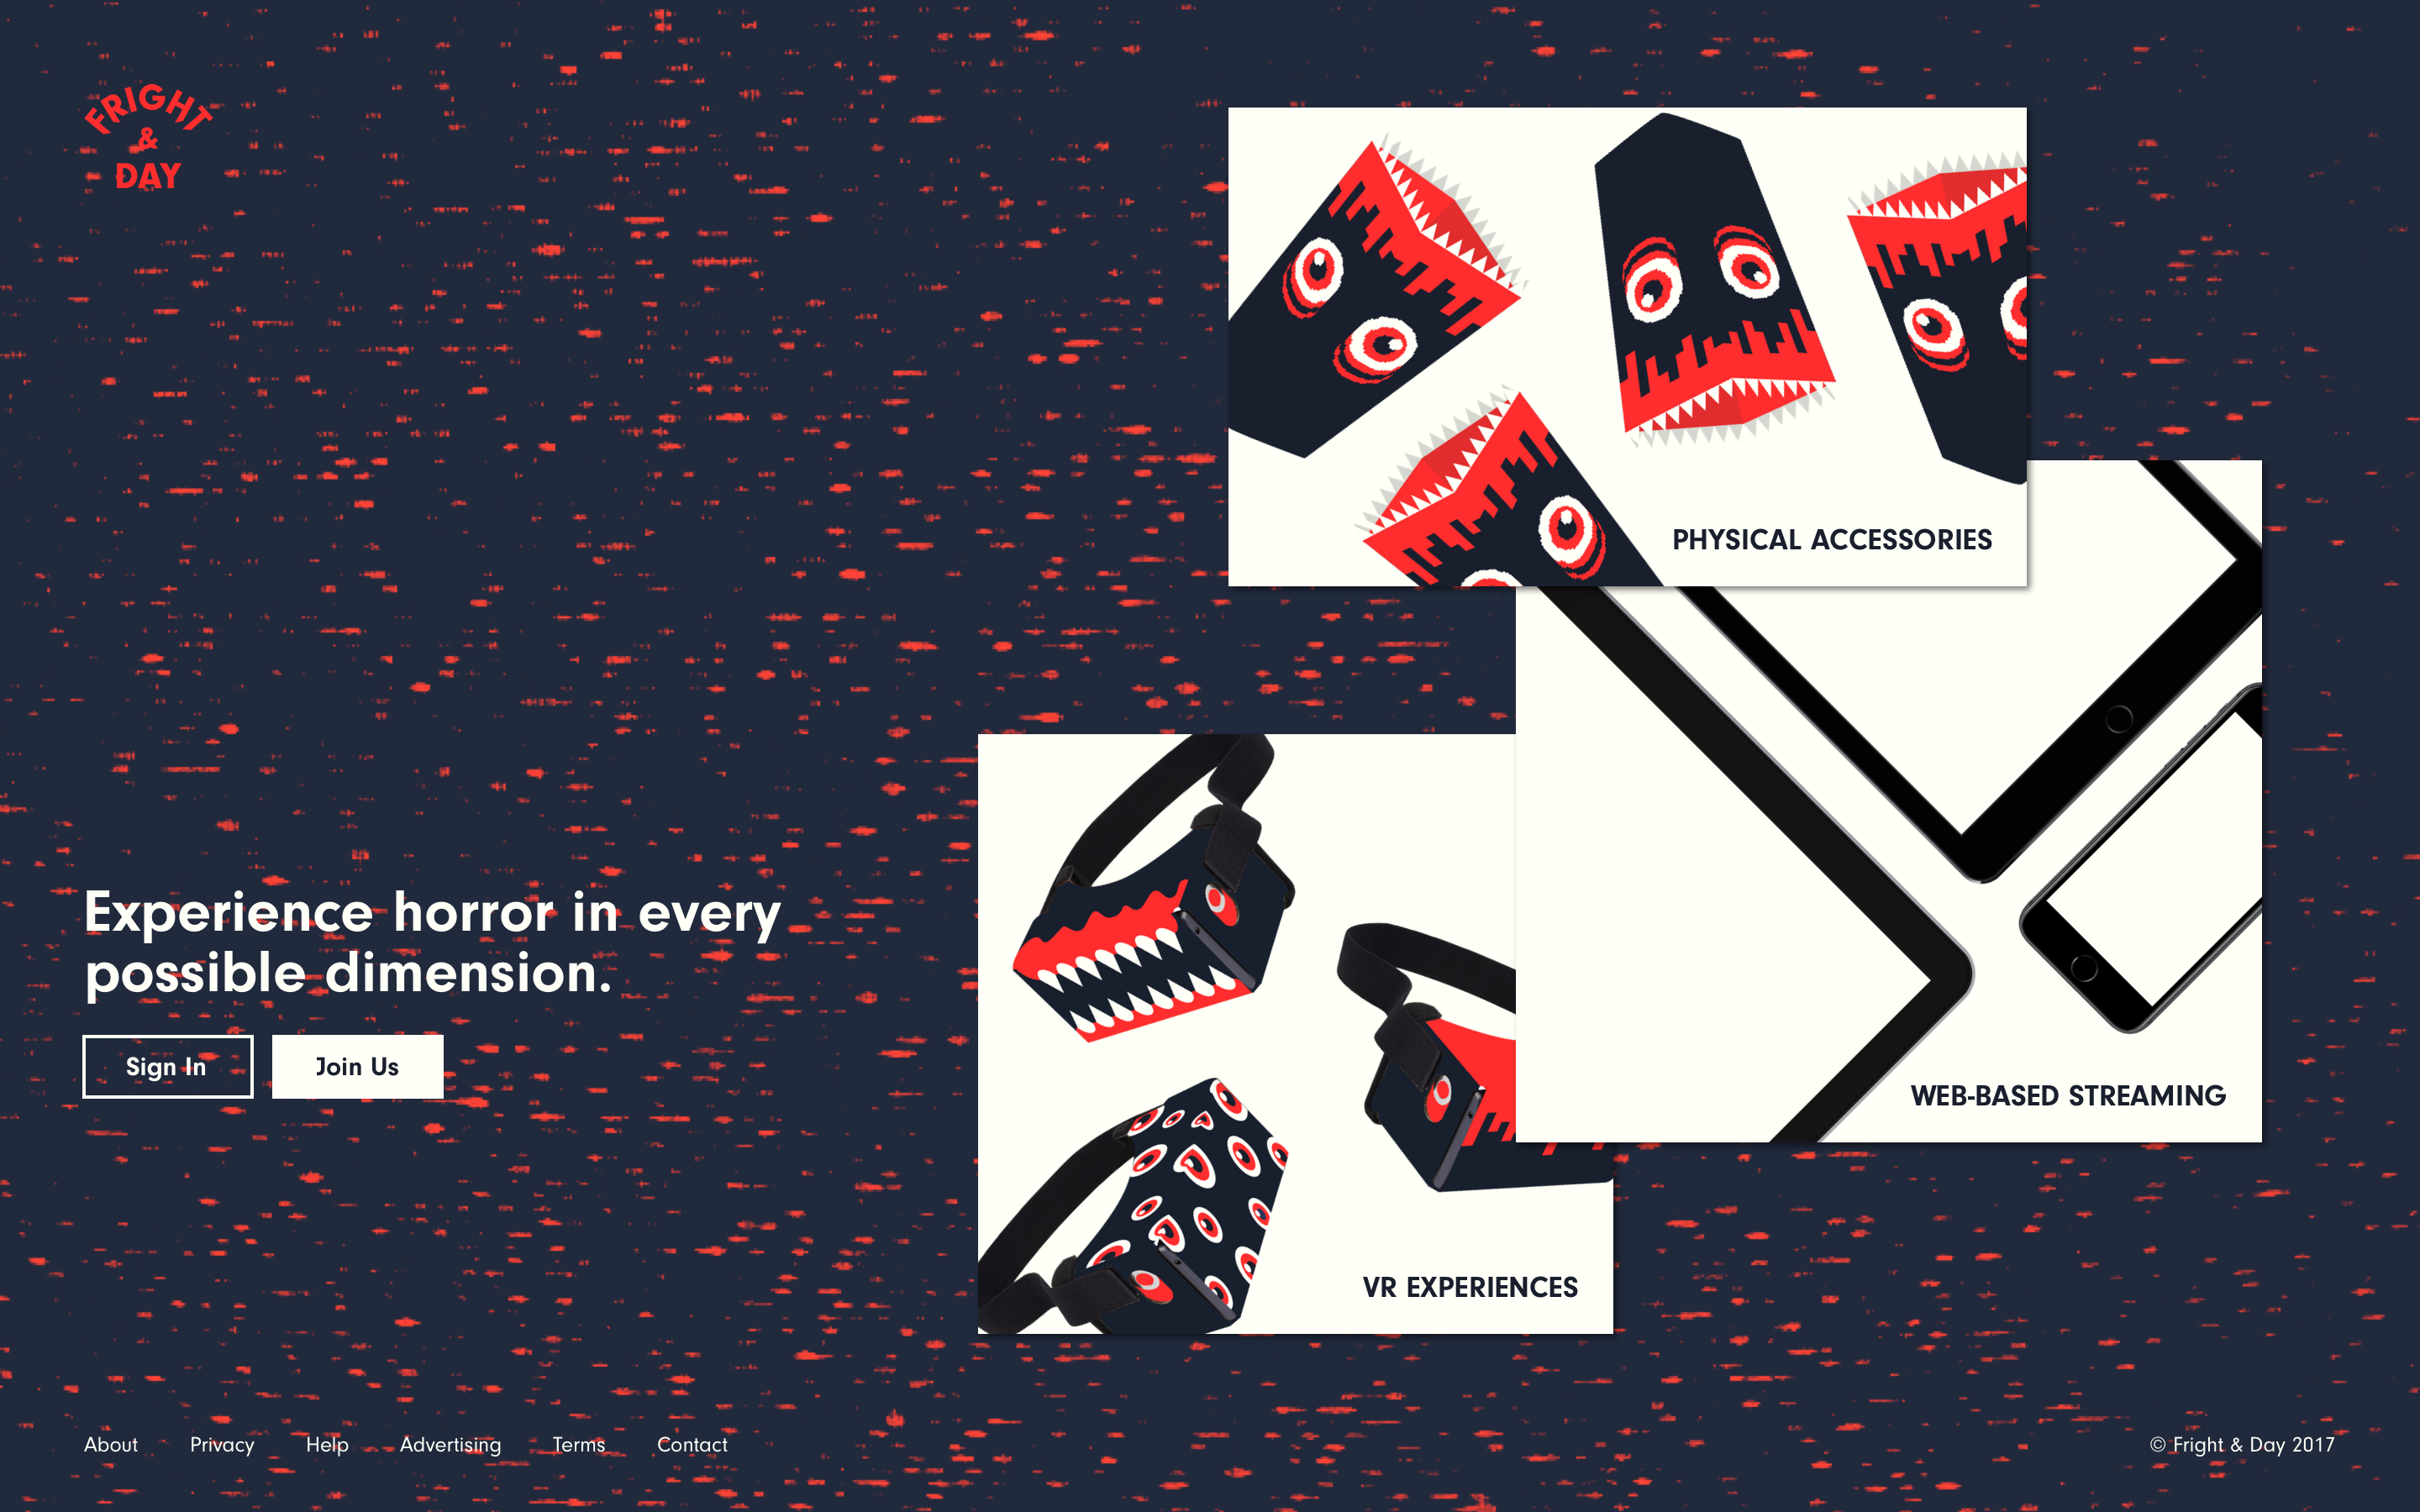 FRIGHT
&
DAY
PHYSICAL ACCESSORIES
WEB-BASED STREAMING
VR EXPERIENCES
Experience horror in every
possible dimension.
Sign In
Join Us
About
Privacy
Help
Advertising
Terms
Contact
© Fright & Day 2017